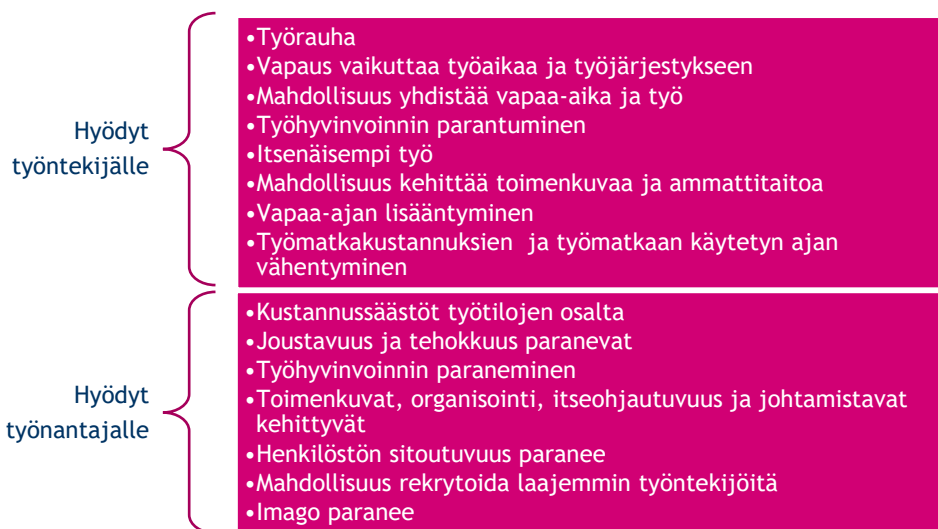 Hyödyt
työntekijälle
•Työrauha
•Vapaus vaikuttaa työaikaa ja työjärjestykseen
•Mahdollisuus yhdistää vapaa-aika ja työ
•Työhyvinvoinnin parantuminen
•Itsenäisempi työ
•Mahdollisuus kehittää toimenkuvaa ja ammattitaitoa
•Vapaa-ajan lisääntyminen
•Työmatkakustannuksien ja työmatkaan käytetyn ajan
vähentyminen
Hyödyt
työnantajalle
•Kustannussäästöt työtilojen osalta
•Joustavuus ja tehokkuus paranevat
•Työhyvinvoinnin paraneminen
•Toimenkuvat, organisointi, itseohjautuvuus ja johtamistavat
kehittyvät
•Henkilöstön sitoutuvuus paranee
•Mahdollisuus rekrytoida laajemmin työntekijöitä
•Imago paranee